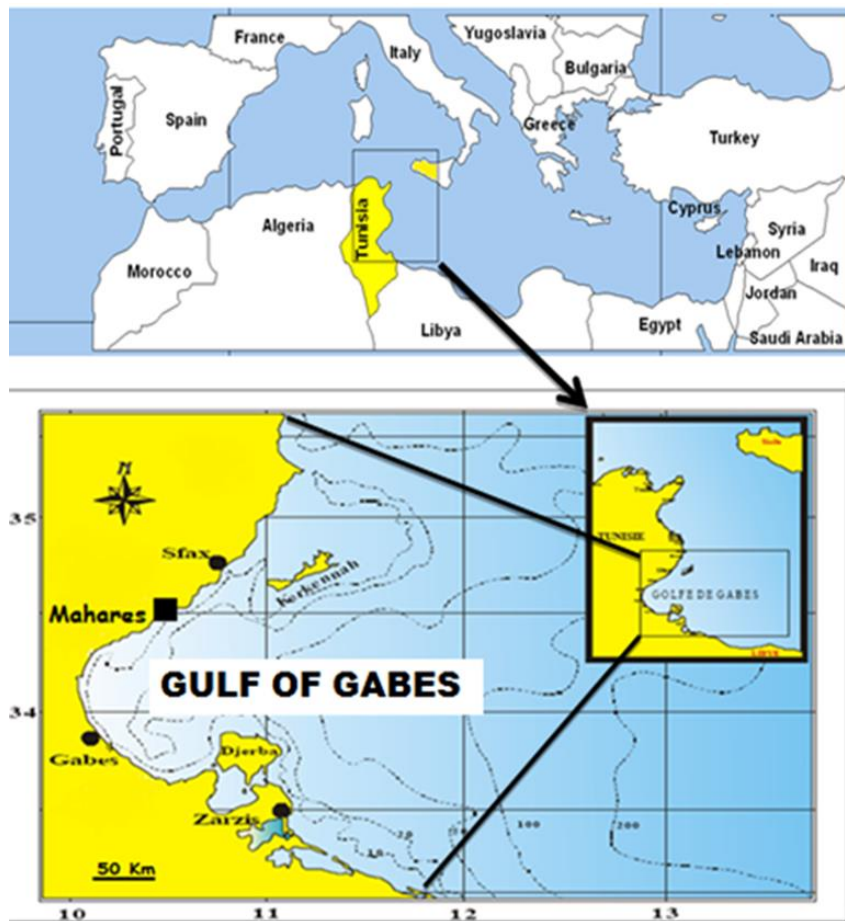 France
Italy
Yugoslavia
Bulgaria
Portugal
Spain
Greece
Turkey
Cyprus
Syria
Lebanon
Iraq
Jordan
Algeria
Tunisia
Morocco
Libya
Egypt
Saudi Arabia
N
35
Sfax
Kerkennah
Mahares
TUNISIE
GOLFE DE GABES
GULF OF GABES
34
Gabes
Djerba
Zarzis
50 Km
100
200
10
11
12
13